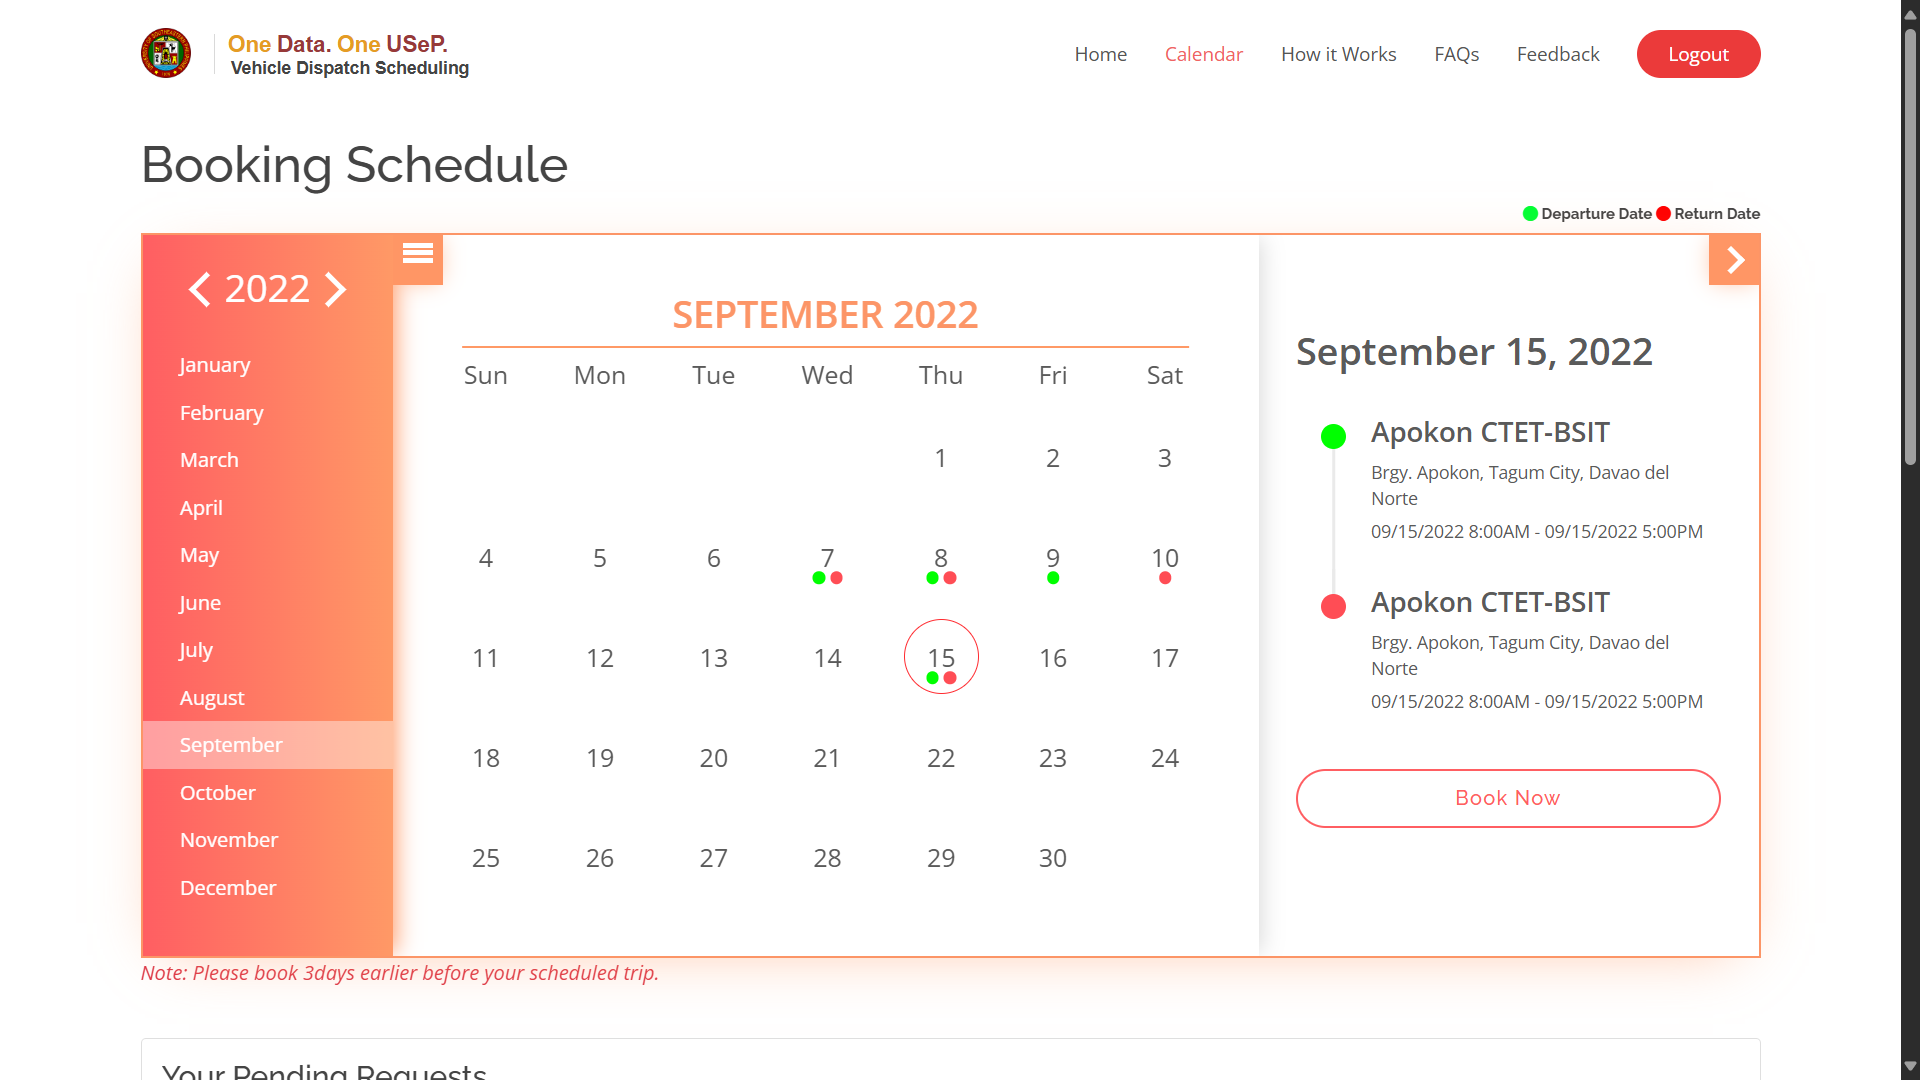 One Data. One USeP.
Vehicle Dispatch Scheduling
Home Calendar How it Works FAQs Feedback Logout
Booking Schedule
Departure Date Return Date
2022
January
February
March
April
May
June
July
August
September
October
November
December
SEPTEMBER 2022
Sun Mon Tue Wed Thu Fri Sat
1 2 3
4 5 6 7 8 9 10
11 12 13 14 15 16 17
18 19 20 21 22 23 24
25 26 27 28 29 30
September 15, 2022
Apokon CTET-BSIT
Brgy. Apokon, Tagum City, Davao del
Norte
09/15/2022 8:00AM - 09/15/2022 5:00PM
Apokon CTET-BSIT
Brgy. Apokon, Tagum City, Davao del
Norte
09/15/2022 8:00AM - 09/15/2022 5:00PM
Book Now
Note: Please book 3days earlier before your scheduled trip.
Your Pending Requests